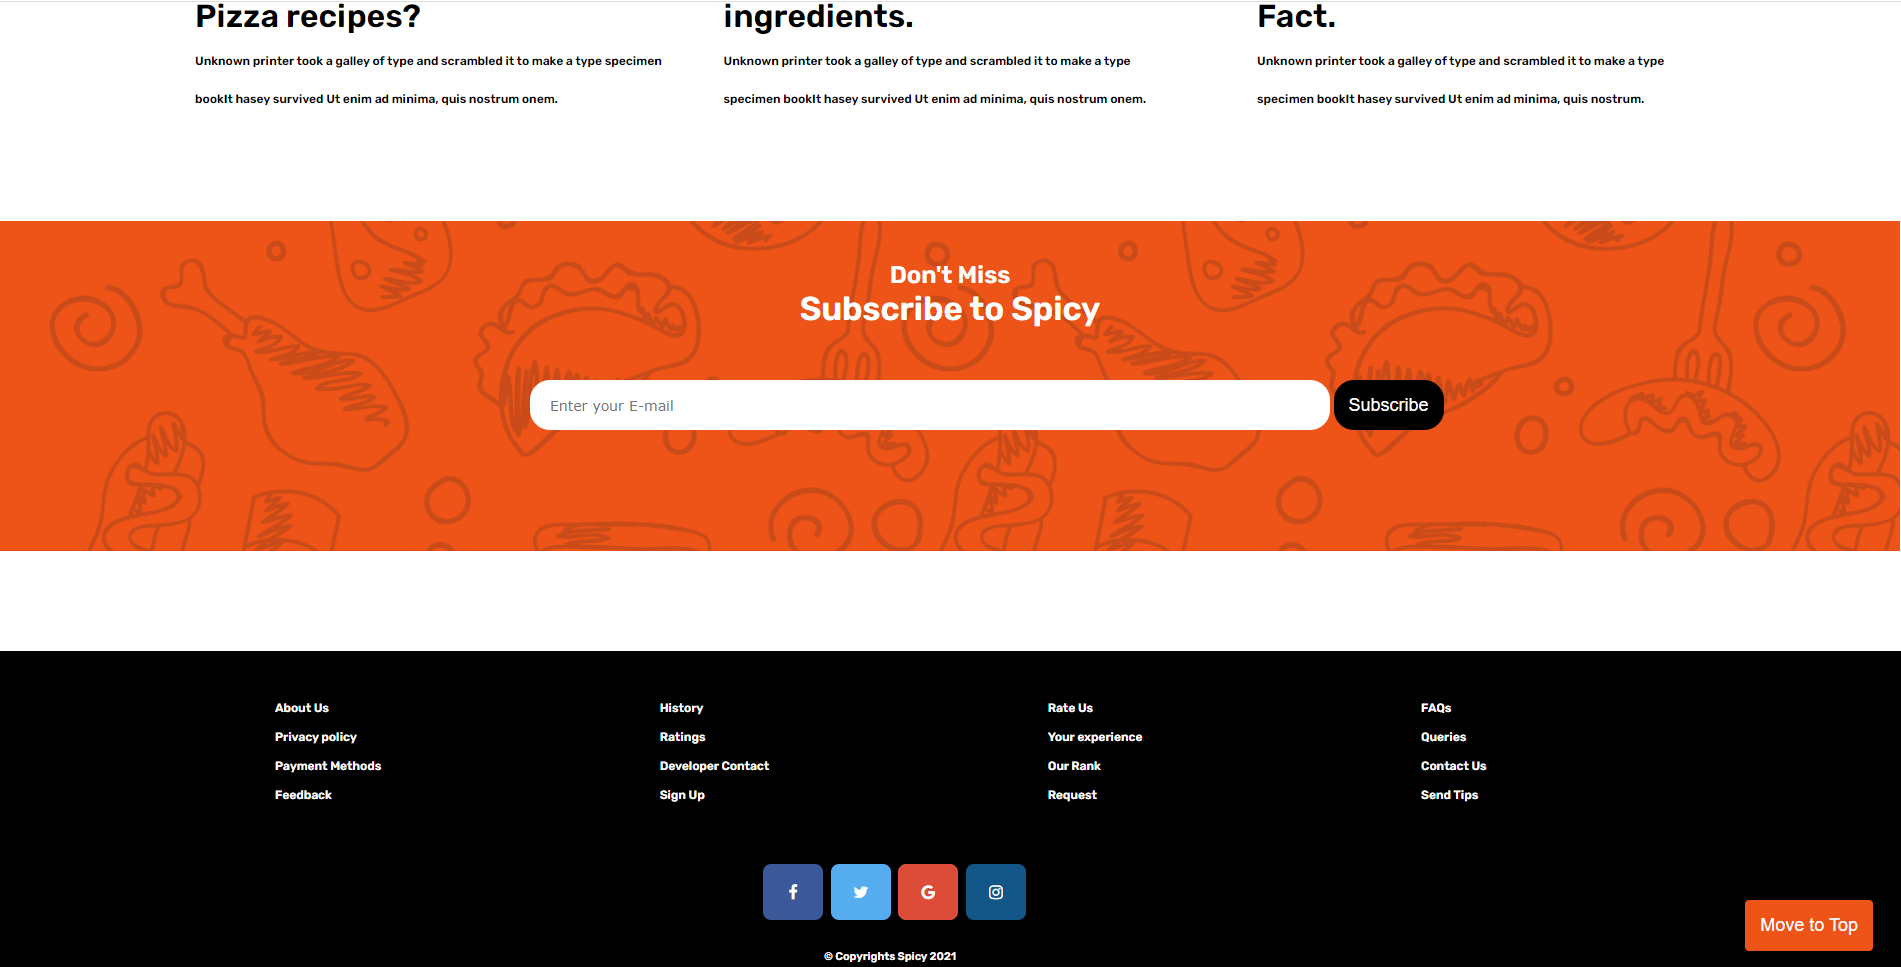 Pizza recipes?
Unknown printer took a galley of type and scrambled it to make a type specimen
bookIt hasey survived Ut enim ad minima, quis nostrum onem.
ingredients.
Unknown printer took a galley of type and scrambled it to make a type
specimen bookIt hasey survived Ut enim ad minima, quis nostrum onem.
Fact.
Unknown printer took a galley of type and scrambled it to make a type
specimen bookIt hasey survived Ut enim ad minima, quis nostrum.
Don't Miss
Subscribe to Spicy
Enter your E-mail
Subscribe
About Us
Privacy policy
Payment Methods
Feedback
History
Ratings
Developer Contact
Sign Up
Rate Us
Your experience
Our Rank
Request
FAQs
Queries
Contact Us
Send Tips
Move to Top
© Copyrights Spicy 2021